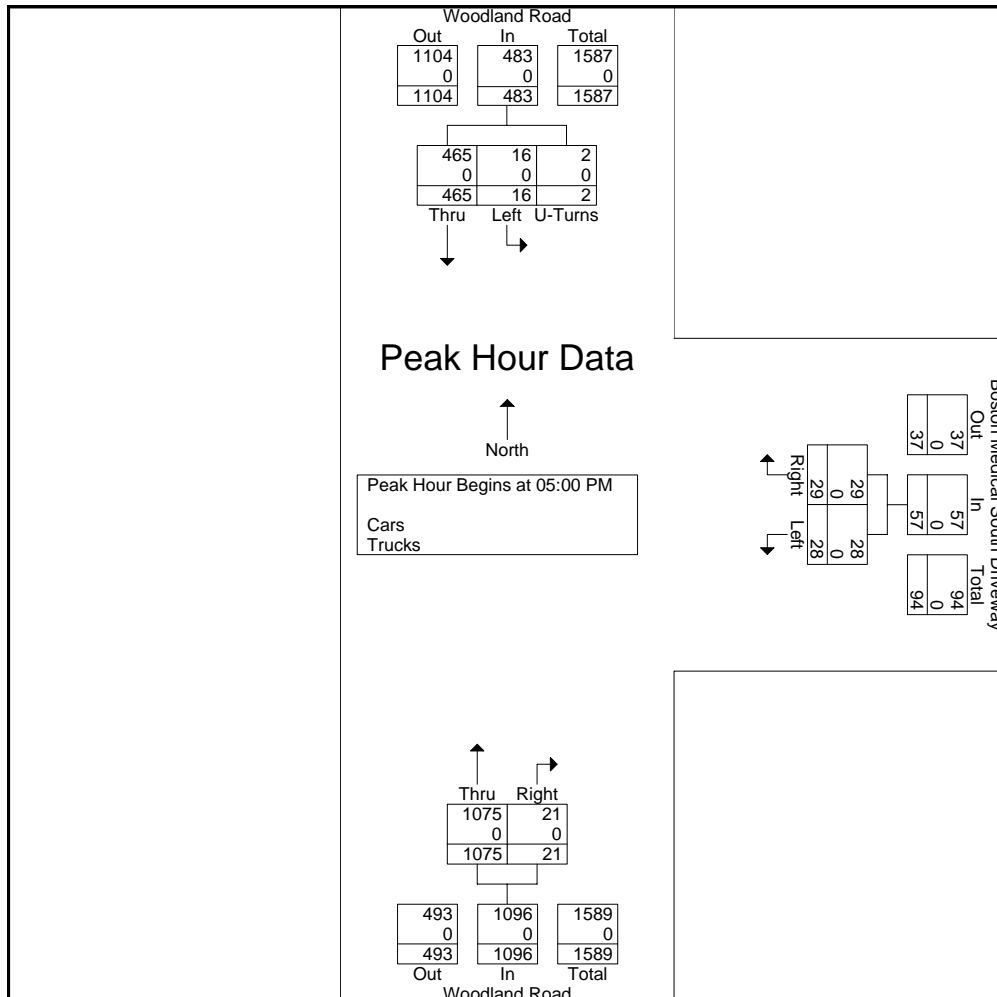 Woodland Road
Out In Total
1104 483 1587
0 0 0
1104 483 1587
465 16 2
0 0 0
465 16 2
Thru Left U-Turns
Peak Hour Data
North
Peak Hour Begins at 05:00 PM
Cars
Trucks
Boston Medical South Driveway
Out In Total
37 57 94
0 0 0
37 57 94
29 28
0 0
29 28
Right Left
Thru Right
1075 21
0 0
1075 21
493 1096 1589
0 0 0
493 1096 1589
Out In Total
Woodland Road